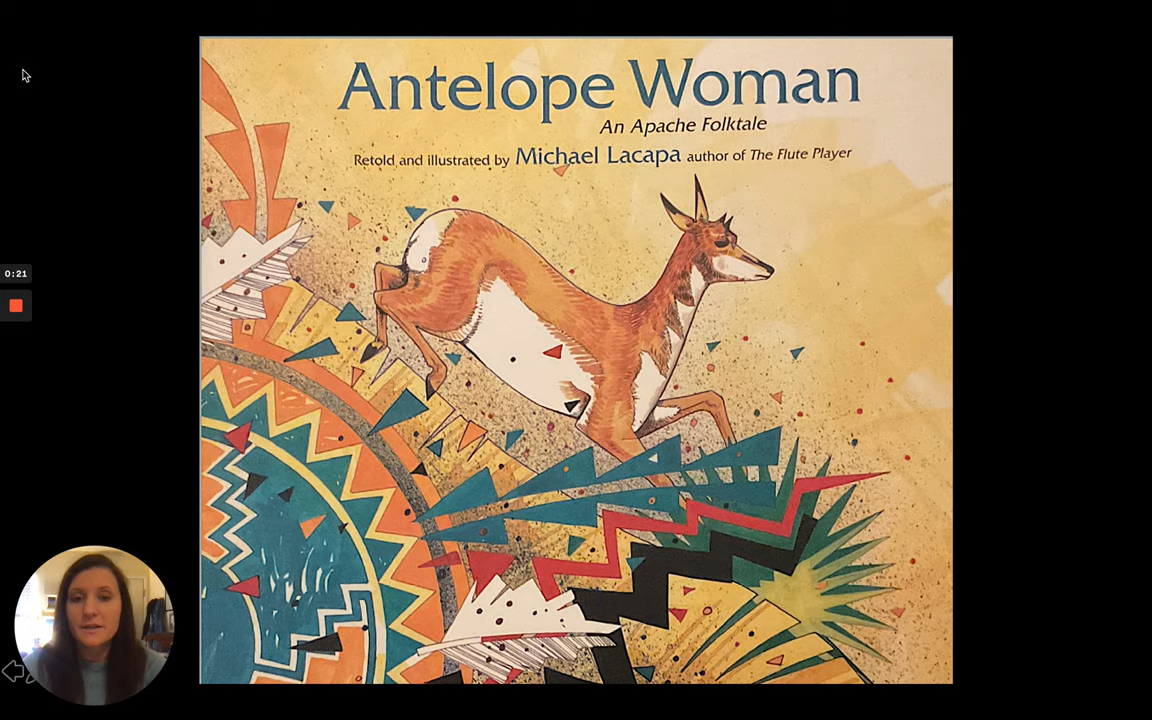 Antelope Woman
An Apache Folktale
Retold and illustrated by Michael Lacapa author of The Flute Player
0:21